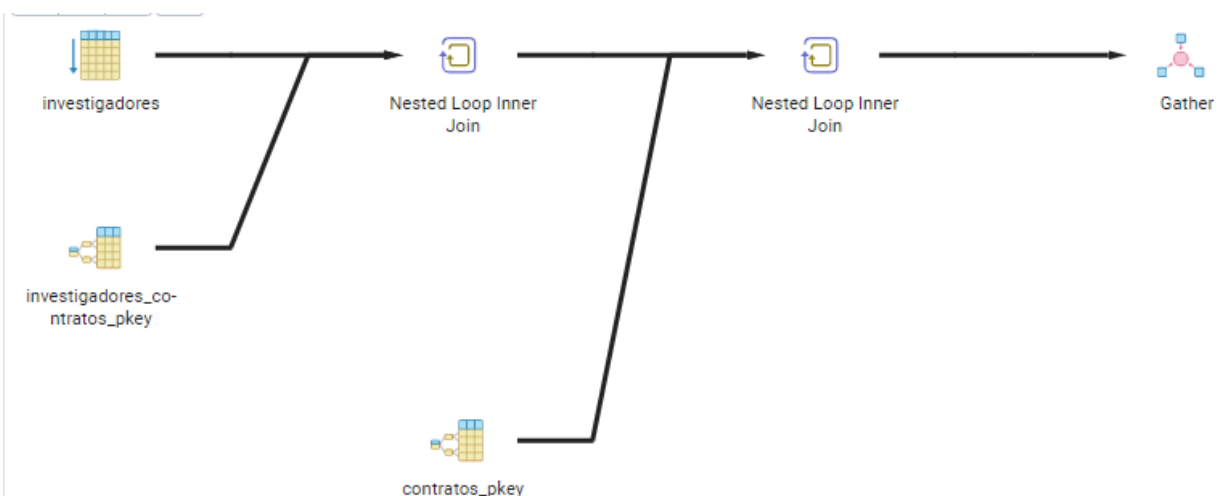 investigadores
Nested Loop Inner
Join
Nested Loop Inner
Join
Gather
investigadores_co-
ntratos_pkey
contratos_pkey